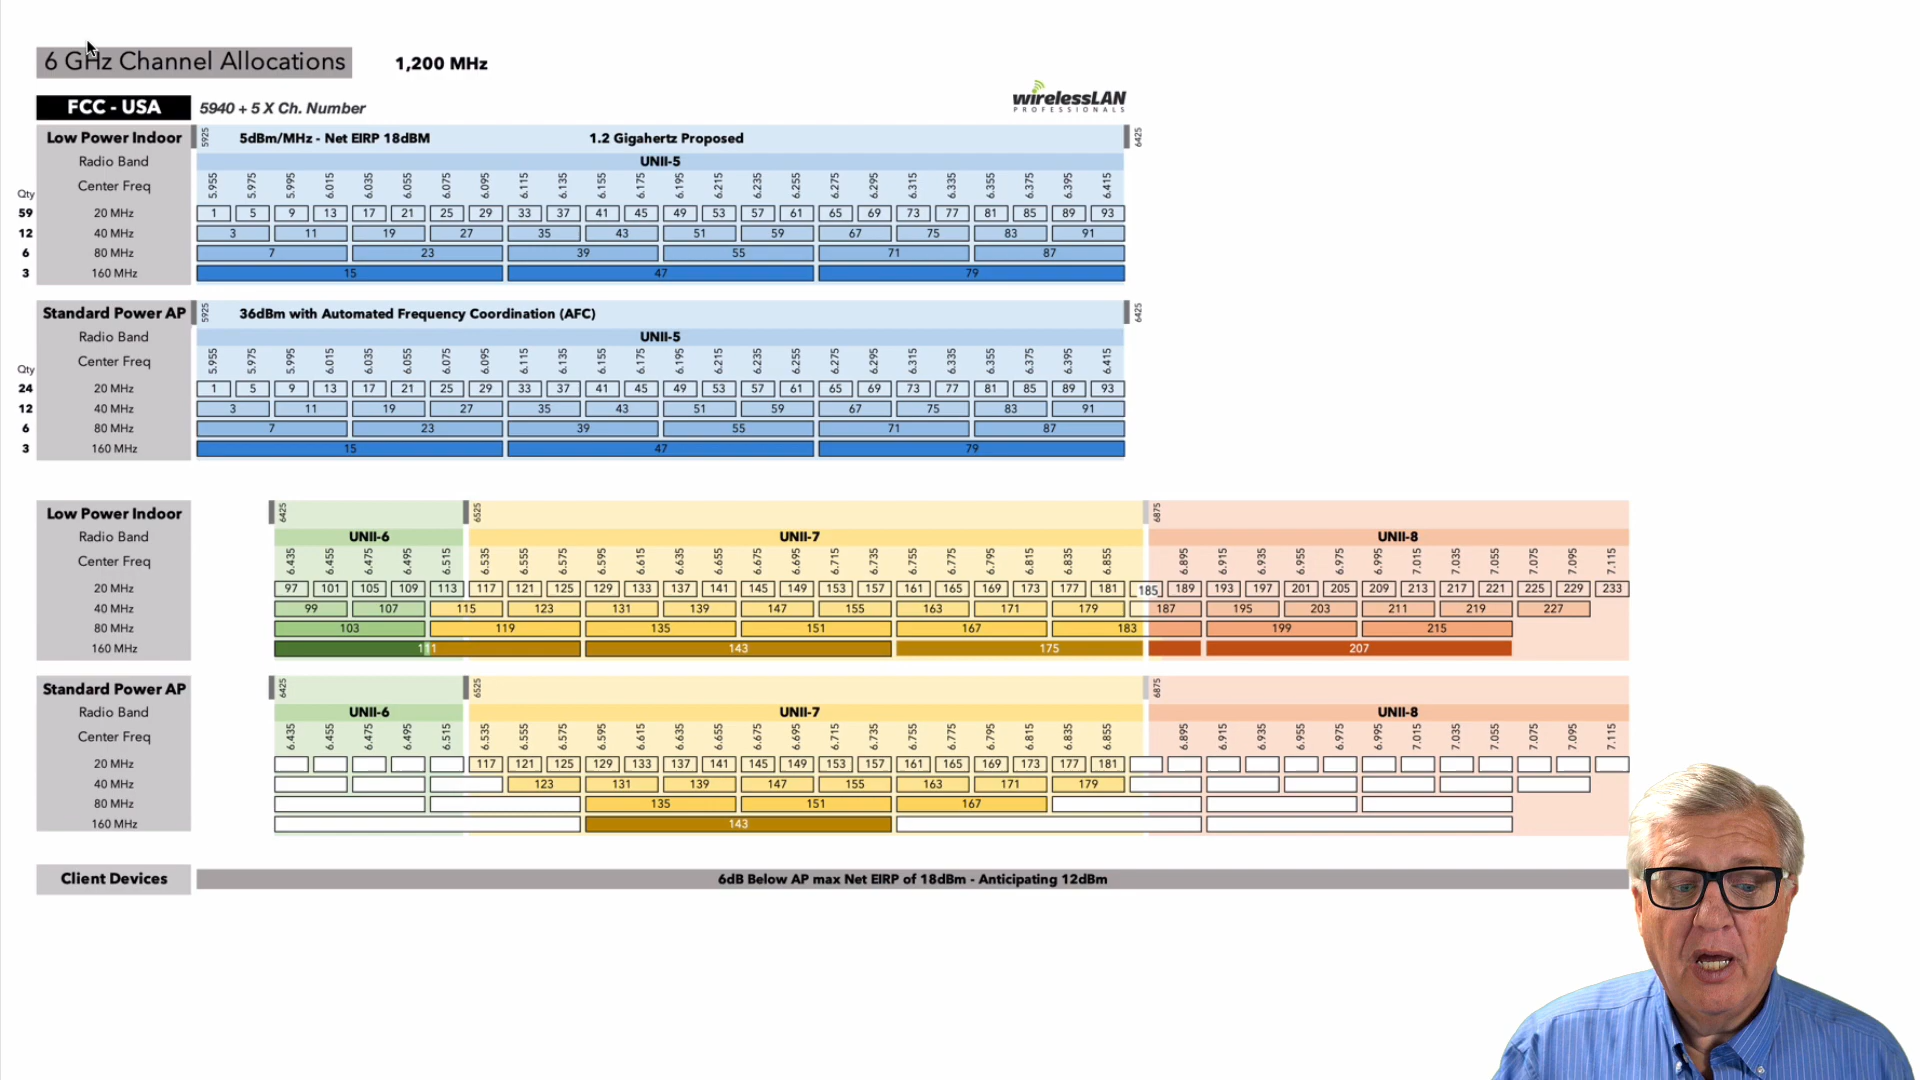 6 GHz Channel Allocations 1,200 MHz
FCC - USA 5940 + 5 X Ch. Number
wirelessLAN
PROFESSIONALS
Low Power Indoor 5925 5dBm/MHz - Net EIRP 18dBM 1.2 Gigahertz Proposed 6425
Radio Band UNII-5
Center Freq 5.955 5.975 5.995 6.015 6.035 6.055 6.075 6.095 6.115 6.135 6.155 6.175 6.195 6.215 6.235 6.255 6.275 6.295 6.315 6.335 6.355 6.375 6.395 6.415
Qty
59 20 MHz 1 5 9 13 17 21 25 29 33 37 41 45 49 53 57 61 65 69 73 77 81 85 89 93
12 40 MHz 3 11 19 27 35 43 51 59 67 75 83 91
6 80 MHz 7 23 39 55 71 87
3 160 MHz 15 47 79
Standard Power AP 5925 36dBm with Automated Frequency Coordination (AFC) 6425
Radio Band UNII-5
Center Freq 5.955 5.975 5.995 6.015 6.035 6.055 6.075 6.095 6.115 6.135 6.155 6.175 6.195 6.215 6.235 6.255 6.275 6.295 6.315 6.335 6.355 6.375 6.395 6.415
Qty
24 20 MHz 1 5 9 13 17 21 25 29 33 37 41 45 49 53 57 61 65 69 73 77 81 85 89 93
12 40 MHz 3 11 19 27 35 43 51 59 67 75 83 91
6 80 MHz 7 23 39 55 71 87
3 160 MHz 15 47 79
Low Power Indoor 6425 6525 6875
Radio Band UNII-6 UNII-7 UNII-8
Center Freq 6.435 6.455 6.475 6.495 6.515 6.535 6.555 6.575 6.595 6.615 6.635 6.655 6.675 6.695 6.715 6.735 6.755 6.775 6.795 6.815 6.835 6.855 6.895 6.915 6.935 6.955 6.975 6.995 7.015 7.035 7.055 7.075 7.095 7.115
20 MHz 97 101 105 109 113 117 121 125 129 133 137 141 145 149 153 157 161 165 169 173 177 181 185 189 193 197 201 205 209 213 217 221 225 229 233
40 MHz 99 107 115 123 131 139 147 155 163 171 179 187 195 203 211 219 227
80 MHz 103 119 135 151 167 183 199 215
160 MHz 111 143 175 207
Standard Power AP 6425 6525 6875
Radio Band UNII-6 UNII-7 UNII-8
Center Freq 6.435 6.455 6.475 6.495 6.515 6.535 6.555 6.575 6.595 6.615 6.635 6.655 6.675 6.695 6.715 6.735 6.755 6.775 6.795 6.815 6.835 6.855 6.895 6.915 6.935 6.955 6.975 6.995 7.015 7.035 7.055 7.075 7.095 7.115
20 MHz 117 121 125 129 133 137 141 145 149 153 157 161 165 169 173 177 181
40 MHz 123 131 139 147 155 163 171 179
80 MHz 135 151 167
160 MHz 143
Client Devices 6dB Below AP max Net EIRP of 18dBm - Anticipating 12dBm